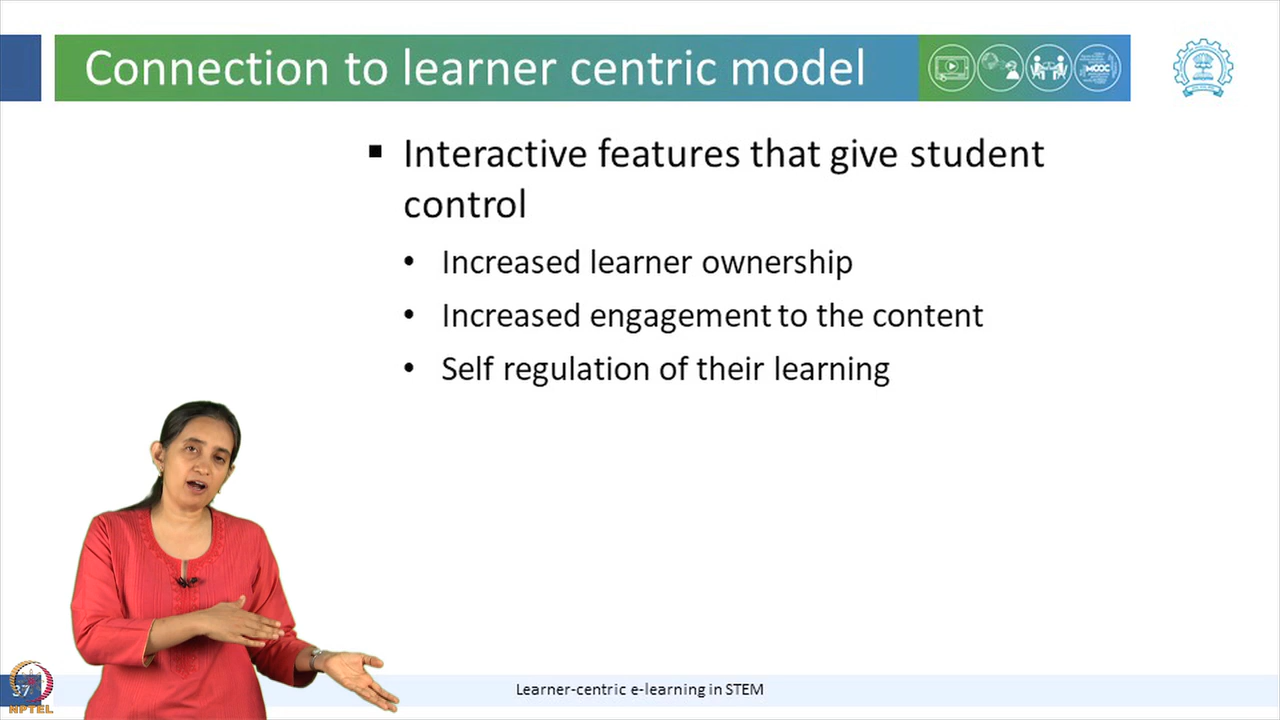 Connection to learner centric model
MOOC
▪ Interactive features that give student
control
• Increased learner ownership
• Increased engagement to the content
• Self regulation of their learning
37
NPTEL
Learner-centric e-learning in STEM